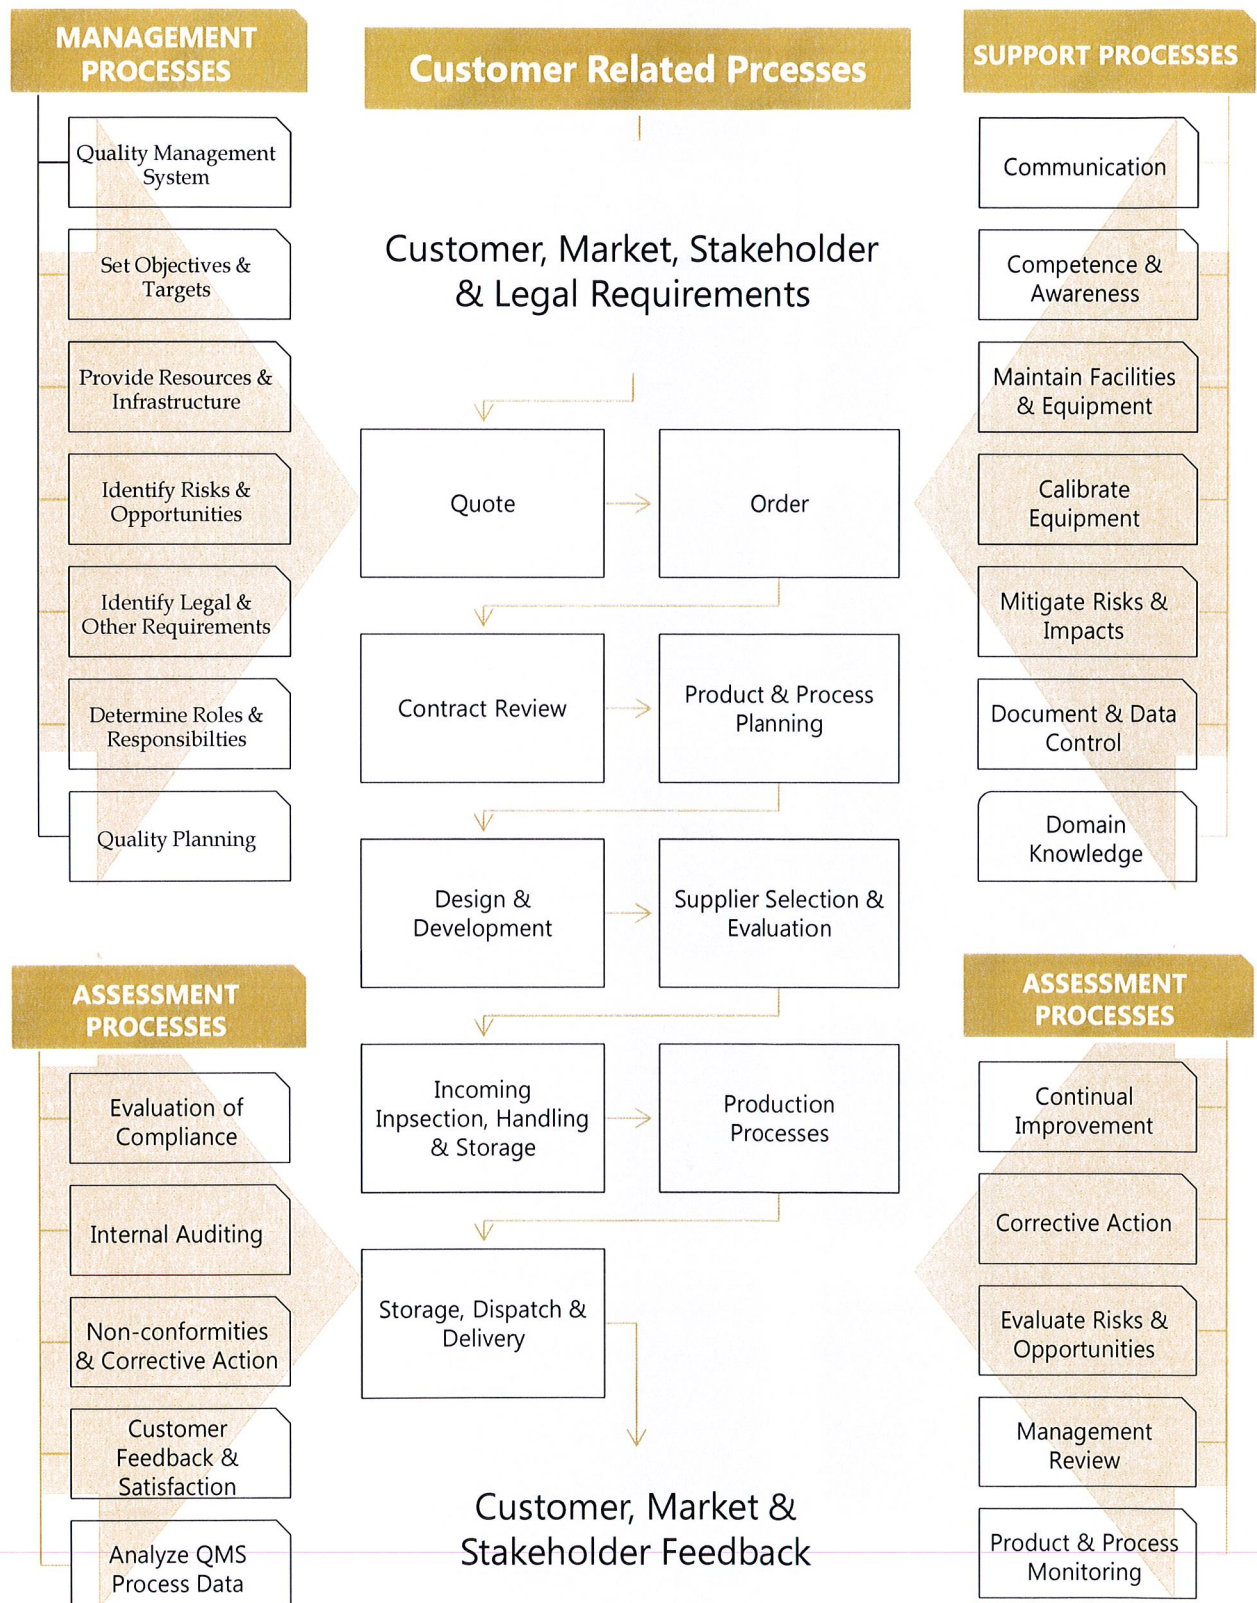 MANAGEMENT
PROCESSES
Quality Management
System
Set Objectives &
Targets
Provide Resources &
Infrastructure
Identify Risks &
Opportunities
Identify Legal &
Other Requirements
Determine Roles &
Responsibilties
Quality Planning
Customer Related Prcesses
Customer, Market, Stakeholder
& Legal Requirements
Quote
Order
Contract Review
Product & Process
Planning
Design &
Development
Supplier Selection &
Evaluation
Incoming
Inpsection, Handling
& Storage
Production
Processes
Storage, Dispatch &
Delivery
Customer, Market &
Stakeholder Feedback
SUPPORT PROCESSES
Communication
Competence &
Awareness
Maintain Facilities
& Equipment
Calibrate
Equipment
Mitigate Risks &
Impacts
Document & Data
Control
Domain
Knowledge
ASSESSMENT
PROCESSES
Evaluation of
Compliance
Internal Auditing
Non-conformities
& Corrective Action
Customer
Feedback &
Satisfaction
Analyze QMS
Process Data
ASSESSMENT
PROCESSES
Continual
Improvement
Corrective Action
Evaluate Risks &
Opportunities
Management
Review
Product & Process
Monitoring